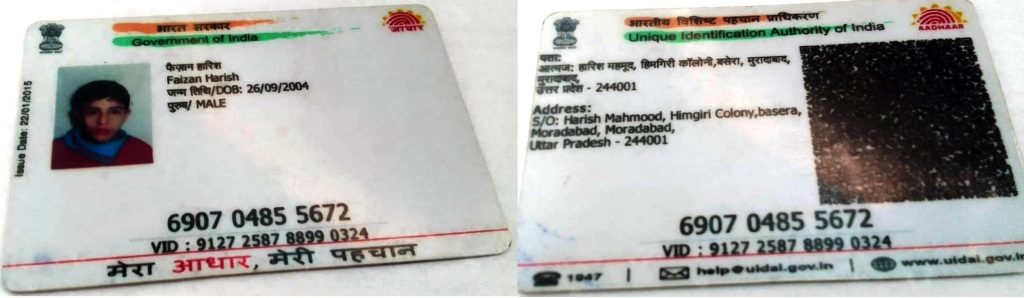 भारत सरकार
Government of India
आधार
Issue Date: 22/01/2015
फैज़ान हारिश
Faizan Harish
जन्म तिथि/DOB: 26/09/2004
पुरुष/ MALE
6907 0485 5672
VID : 9127 2587 8899 0324
मेरा आधार, मेरी पहचान
भारतीय विशिष्ट पहचान प्राधिकरण
Unique Identification Authority of India
AADHAAR
पता:
आत्मज: हारिश महमूद, हिमगिरी कॉलोनी,बसेरा, मुरादाबाद,
मुरादाबाद,
उत्तर प्रदेश - 244001
Address:
S/O: Harish Mahmood, Himgiri Colony,basera,
Moradabad, Moradabad,
Uttar Pradesh - 244001
6907 0485 5672
VID : 9127 2587 8899 0324
1947 | help@uidai.gov.in | www.uidai.gov.in